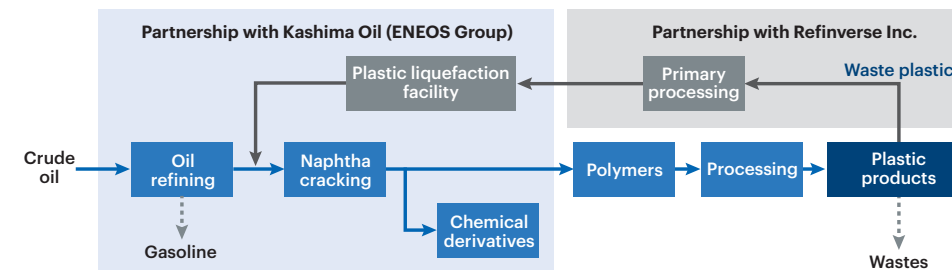 Partnership with Kashima Oil (ENEOS Group)
Partnership with Refinverse Inc.
Plastic liquefaction
facility
Primary
processing
Waste plastic
Crude
oil
Oil
refining
Naphtha
cracking
Polymers
Processing
Plastic
products
Chemical
derivatives
Gasoline
Wastes